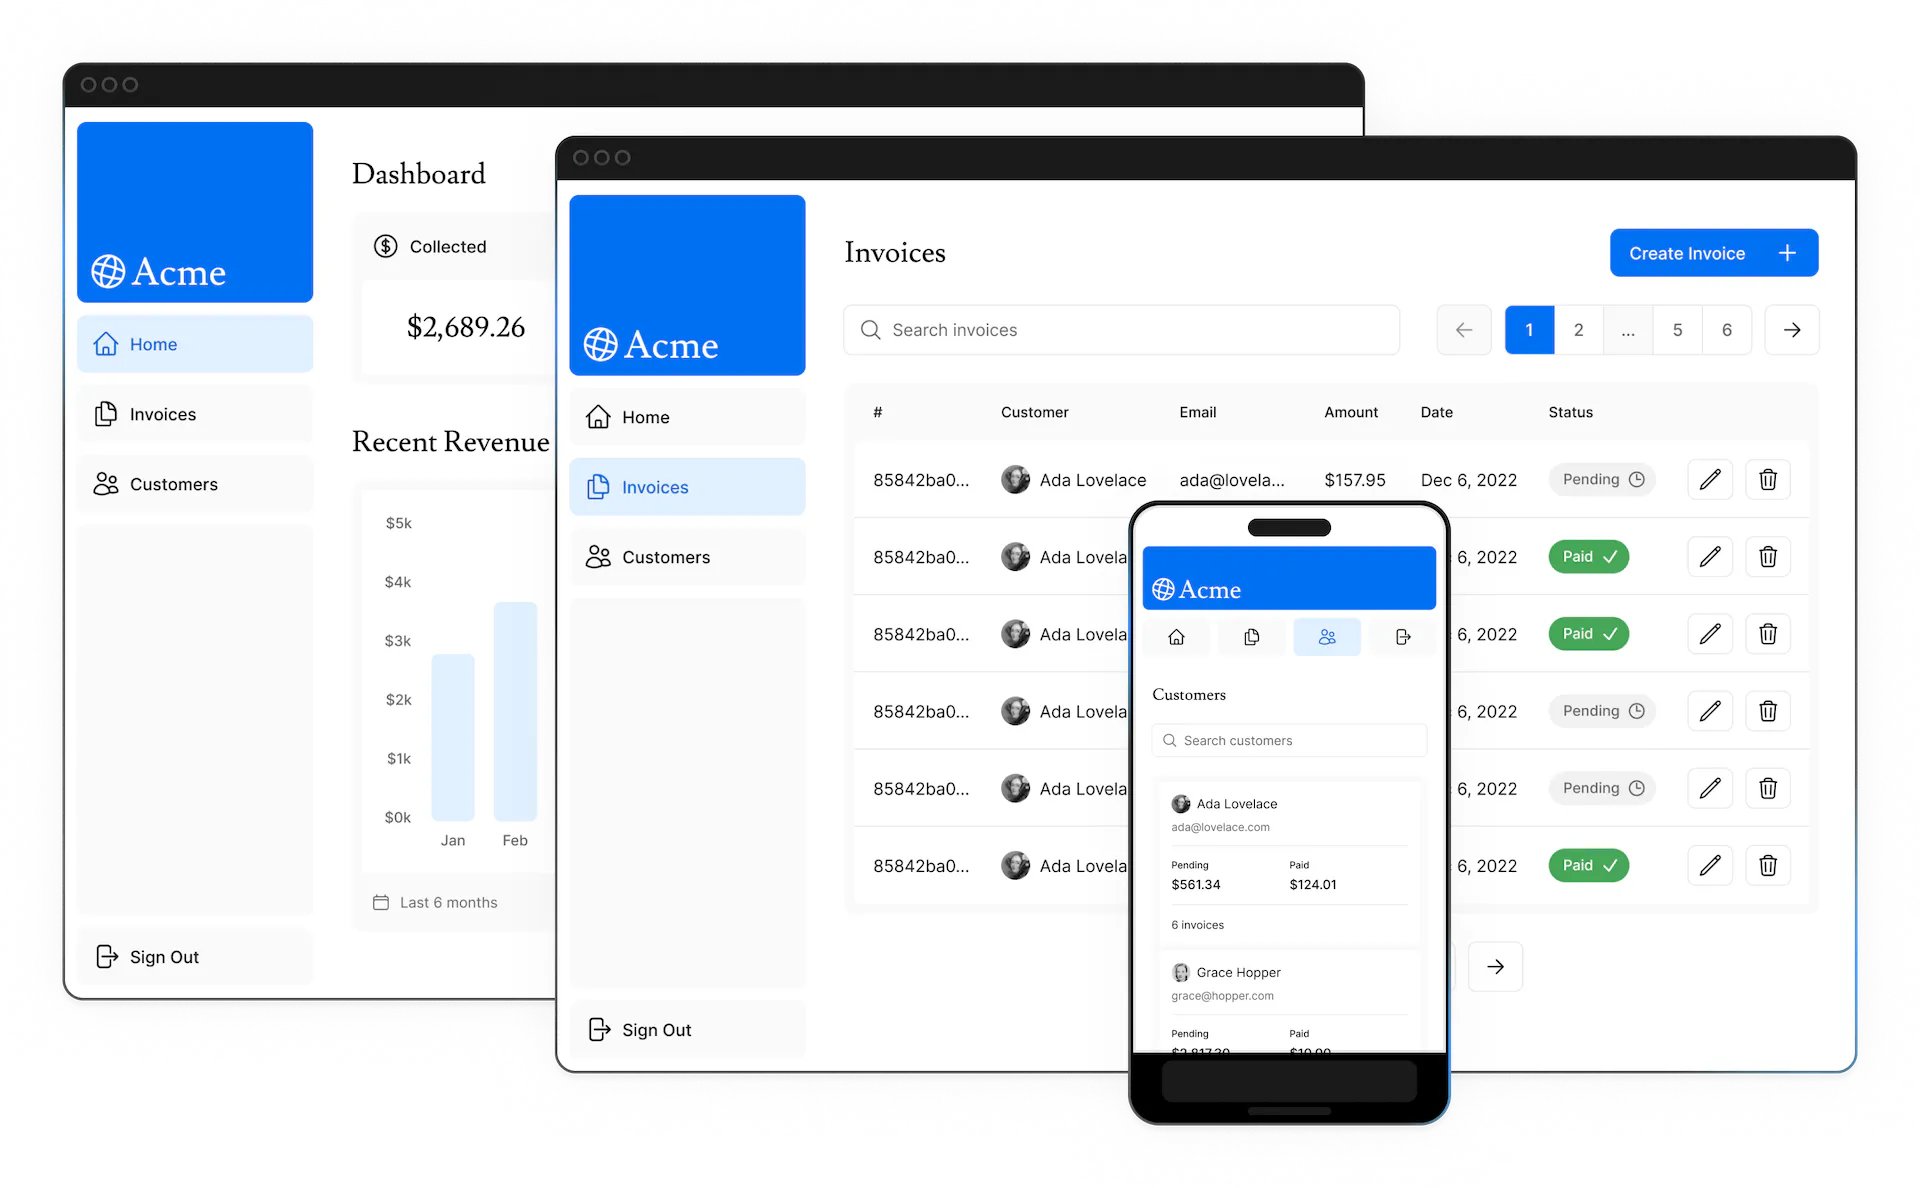 Acme
Home
Invoices
Customers
Sign Out
Dashboard
Collected
$2,689.26
Recent Revenue
$5k
$4k
$3k
$2k
$1k
$0k
Jan Feb
Last 6 months
Acme
Home
Invoices
Customers
Sign Out
Invoices
Create Invoice +
Search invoices
1 2 ... 5 6
# Customer Email Amount Date Status
85842ba0... Ada Lovelace ada@lovela... $157.95 Dec 6, 2022 Pending
85842ba0... Ada Lovela 6, 2022 Paid
85842ba0... Ada Lovela 6, 2022 Paid
85842ba0... Ada Lovela 6, 2022 Pending
85842ba0... Ada Lovela 6, 2022 Pending
85842ba0... Ada Lovela 6, 2022 Paid
Acme
Customers
Search customers
Ada Lovelace
ada@lovelace.com
Pending Paid
$561.34 $124.01
6 invoices
Grace Hopper
grace@hopper.com
Pending Paid